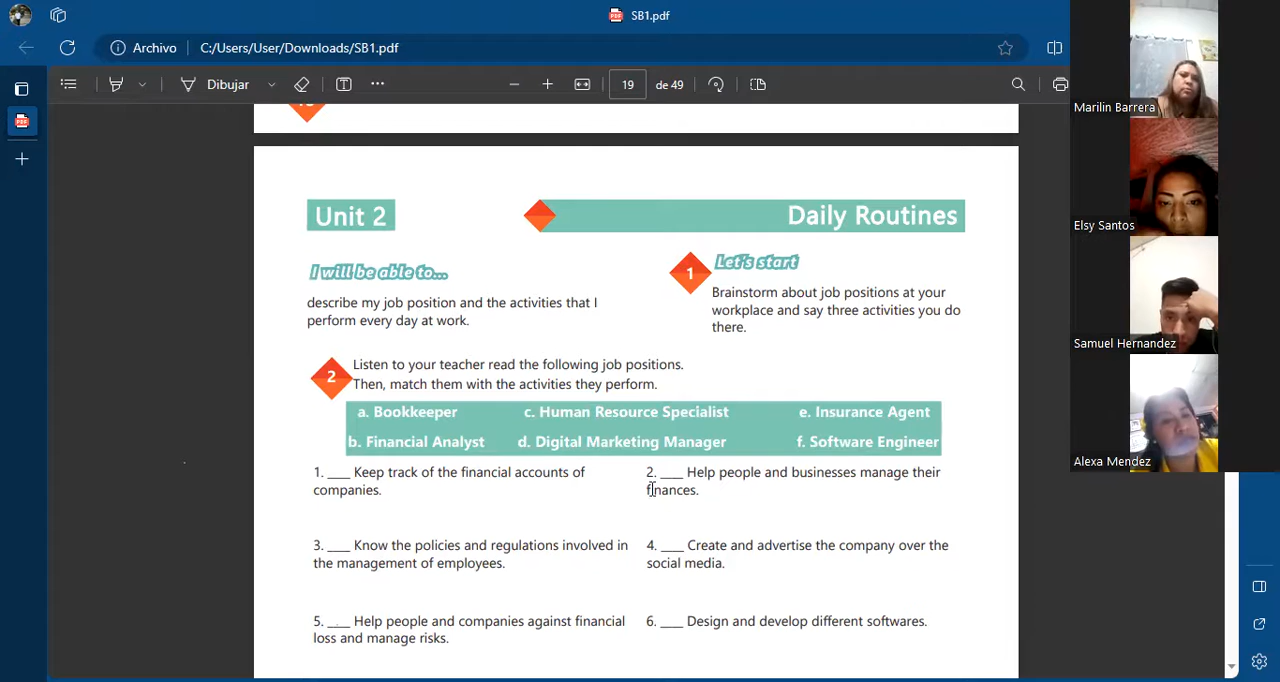 SB1.pdf
Archivo
C:/Users/User/Downloads/SB1.pdf
Dibujar
19
de 49
Unit 2
Daily Routines
I will be able to...
describe my job position and the activities that I
perform every day at work.
1
Let's start
Brainstorm about job positions at your
workplace and say three activities you do
there.
2
Listen to your teacher read the following job positions.
Then, match them with the activities they perform.
a. Bookkeeper
c. Human Resource Specialist
e. Insurance Agent
b. Financial Analyst
d. Digital Marketing Manager
f. Software Engineer
1. ___ Keep track of the financial accounts of
companies.
2. ___ Help people and businesses manage their
finances.
3. ___ Know the policies and regulations involved in
the management of employees.
4. ___ Create and advertise the company over the
social media.
5. ___ Help people and companies against financial
loss and manage risks.
6. ___ Design and develop different softwares.
Marilin Barrera
Elsy Santos
Samuel Hernandez
Alexa Mendez